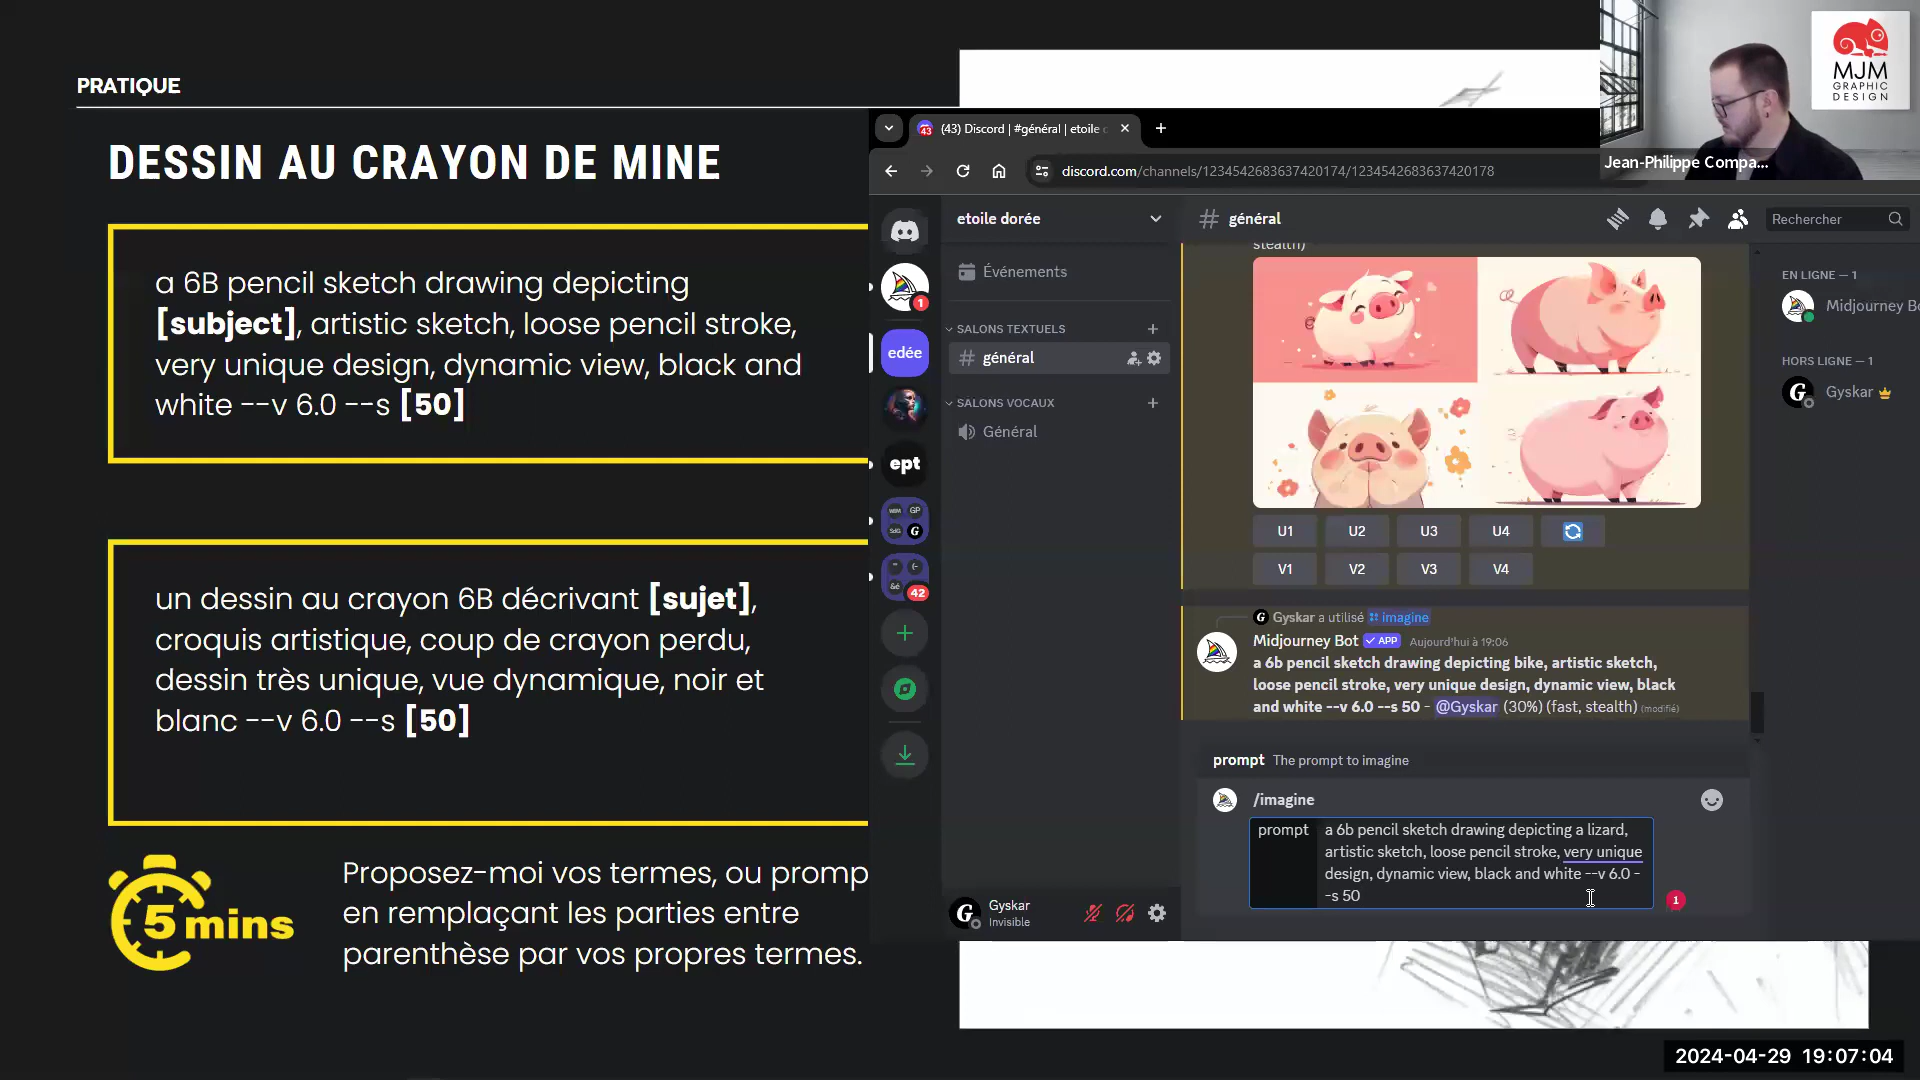 PRATIQUE
DESSIN AU CRAYON DE MINE
a 6B pencil sketch drawing depicting
[subject], artistic sketch, loose pencil stroke,
very unique design, dynamic view, black and
white --v 6.0 --s [50]
un dessin au crayon 6B décrivant [sujet],
croquis artistique, coup de crayon perdu,
dessin très unique, vue dynamique, noir et
blanc --v 6.0 --s [50]
5 mins
Proposez-moi vos termes, ou promp
en remplaçant les parties entre
parenthèse par vos propres termes.
43
(43) Discord | #général | etoile
discord.com/channels/1234542683637420174/1234542683637420178
1
edée
ept
GP
G
42
etoile dorée
Événements
SALONS TEXTUELS
général
SALONS VOCAUX
Général
G
Gyskar
Invisible
# général
Rechercher
stealth)
U1 U2 U3 U4
V1 V2 V3 V4
G Gyskar a utilisé imagine
Midjourney Bot APP Aujourd'hui à 19:06
a 6b pencil sketch drawing depicting bike, artistic sketch,
loose pencil stroke, very unique design, dynamic view, black
and white --v 6.0 --s 50 - @Gyskar (30%) (fast, stealth) (modifié)
prompt The prompt to imagine
/imagine
prompt a 6b pencil sketch drawing depicting a lizard,
artistic sketch, loose pencil stroke, very unique
design, dynamic view, black and white --v 6.0 -
-s 50
1
EN LIGNE — 1
Midjourney Bo
HORS LIGNE — 1
G Gyskar
Jean-Philippe Compa...
MJM
GRAPHIC
DESIGN
2024-04-29 19:07:04